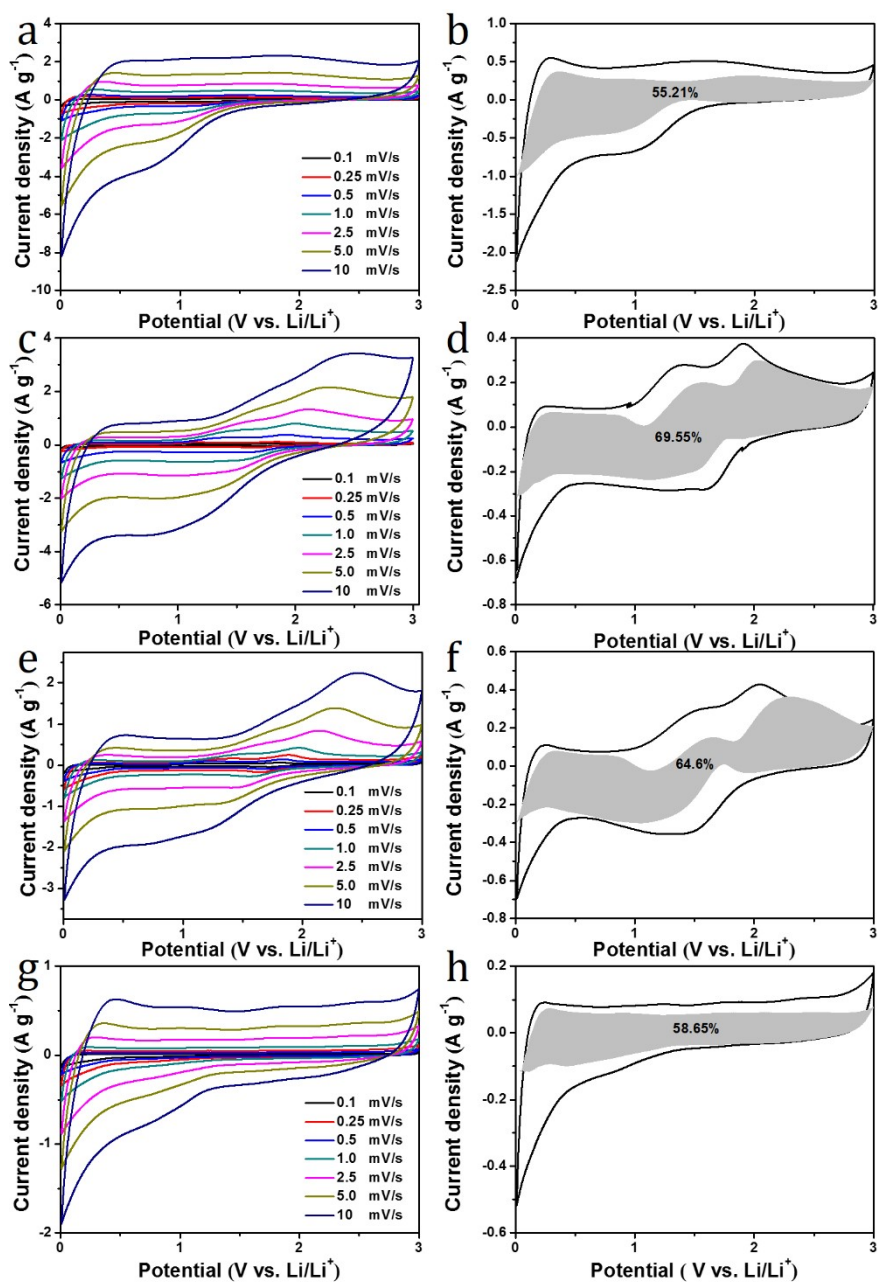 a
4
2
0
-2
-4
-6
-8
-10
Current density (A g⁻¹)
0.1 mV/s
0.25 mV/s
0.5 mV/s
1.0 mV/s
2.5 mV/s
5.0 mV/s
10 mV/s
0 1 2 3
Potential (V vs. Li/Li⁺)
b
1.0
0.5
0.0
-0.5
-1.0
-1.5
-2.0
-2.5
Current density (A g⁻¹)
55.21%
0 1 2 3
Potential (V vs. Li/Li⁺)
c
4
2
0
-2
-4
-6
Current density (A g⁻¹)
0.1 mV/s
0.25 mV/s
0.5 mV/s
1.0 mV/s
2.5 mV/s
5.0 mV/s
10 mV/s
0 1 2 3
Potential (V vs. Li/Li⁺)
d
0.4
0.2
0.0
-0.2
-0.4
-0.6
-0.8
Current density (A g⁻¹)
69.55%
0 1 2 3
Potential (V vs. Li/Li⁺)
e
2
1
0
-1
-2
-3
Current density (A g⁻¹)
0.1 mV/s
0.25 mV/s
0.5 mV/s
1.0 mV/s
2.5 mV/s
5.0 mV/s
10 mV/s
0 1 2 3
Potential (V vs. Li/Li⁺)
f
0.6
0.4
0.2
0.0
-0.2
-0.4
-0.6
-0.8
Current density (A g⁻¹)
64.6%
0 1 2 3
Potential (V vs. Li/Li⁺)
g
1
0
-1
-2
Current density (A g⁻¹)
0.1 mV/s
0.25 mV/s
0.5 mV/s
1.0 mV/s
2.5 mV/s
5.0 mV/s
10 mV/s
0 1 2 3
Potential (V vs. Li/Li⁺)
h
0.2
0.0
-0.2
-0.4
-0.6
Current density (A g⁻¹)
58.65%
0 1 2 3
Potential ( V vs. Li/Li⁺)